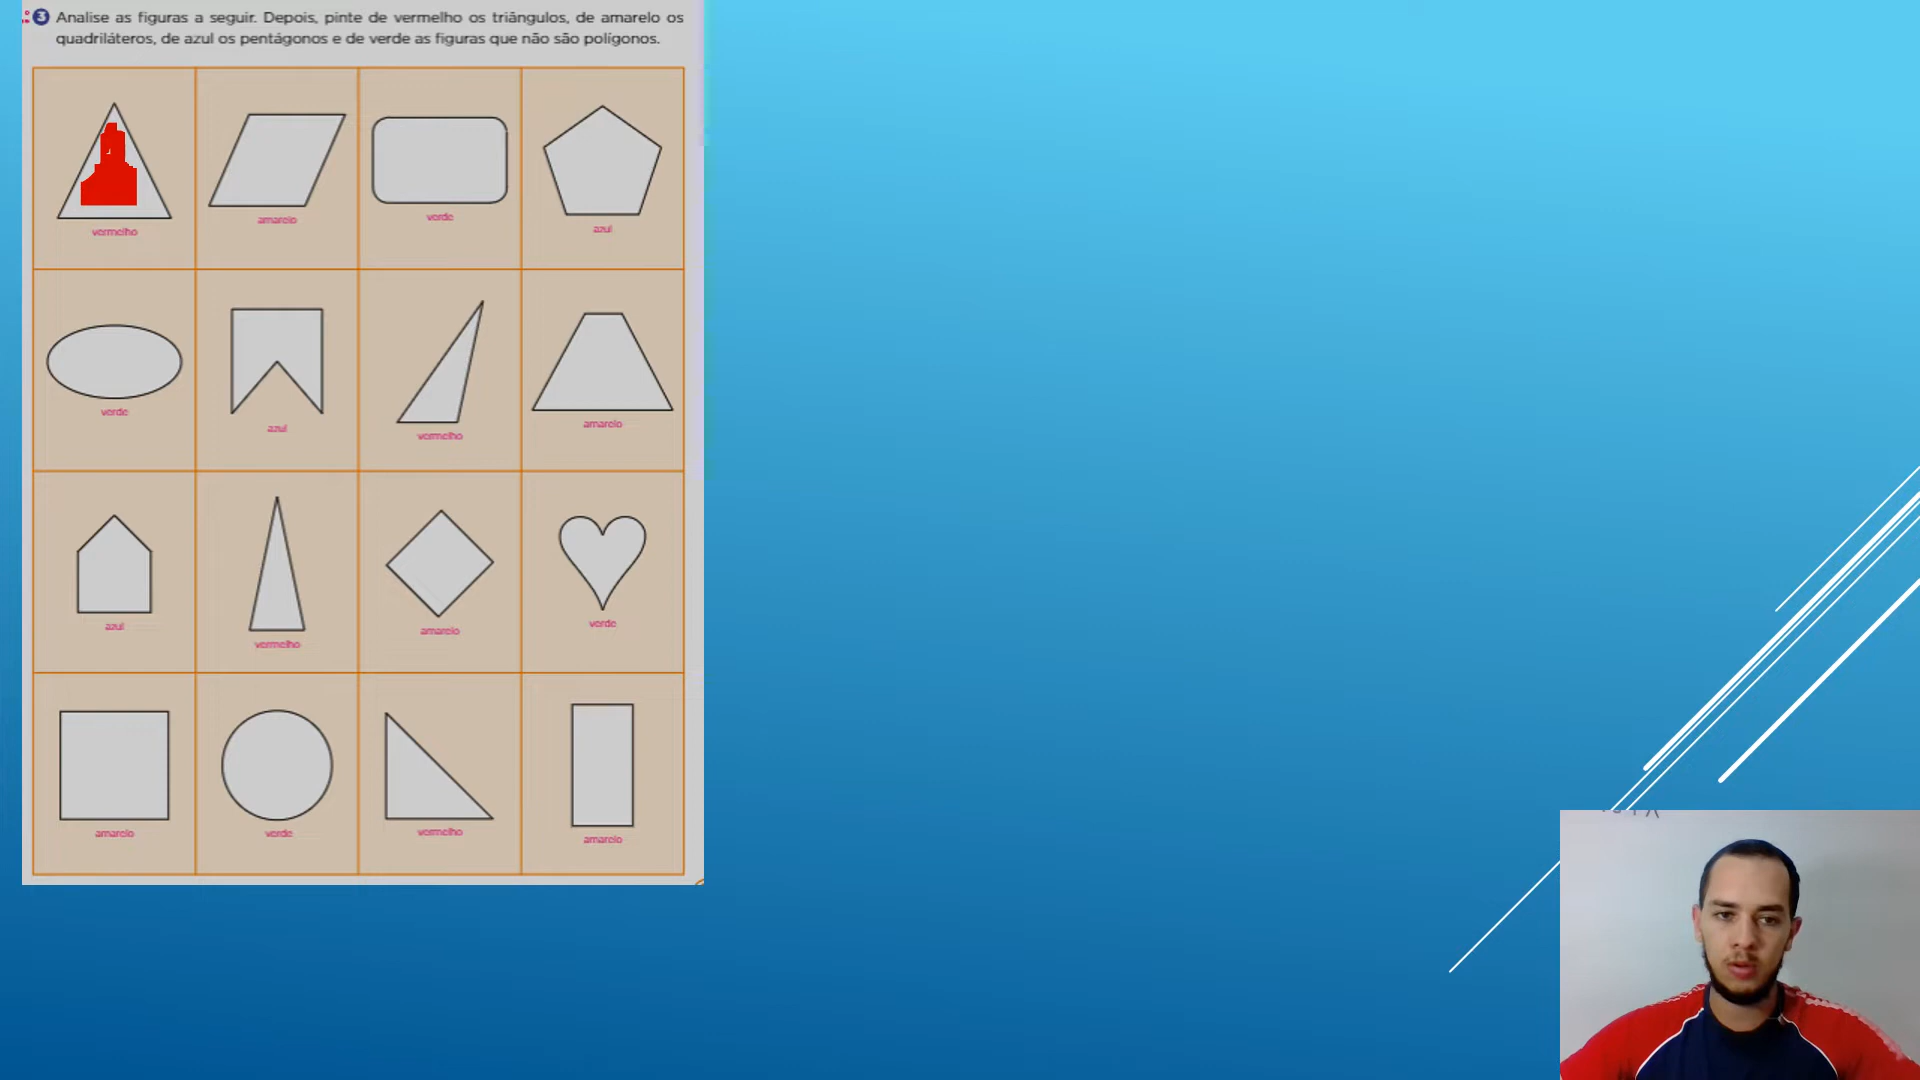 3 Analise as figuras a seguir. Depois, pinte de vermelho os triângulos, de amarelo os
quadriláteros, de azul os pentágonos e de verde as figuras que não são polígonos.
vermelho
amarelo
verde
azul
verde
azul
vermelho
amarelo
azul
vermelho
amarelo
verde
amarelo
verde
vermelho
amarelo